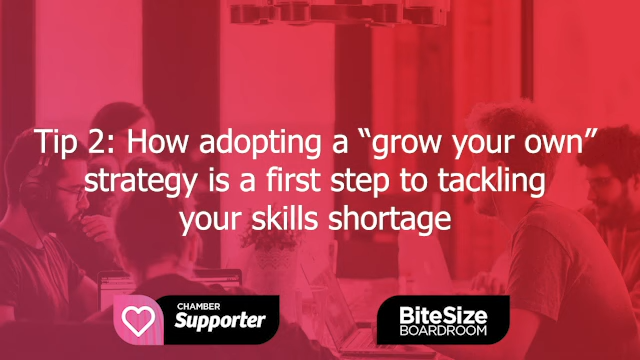 Tip 2: How adopting a “grow your own”
strategy is a first step to tackling
your skills shortage
CHAMBER
Supporter
BiteSize
BOARDROOM